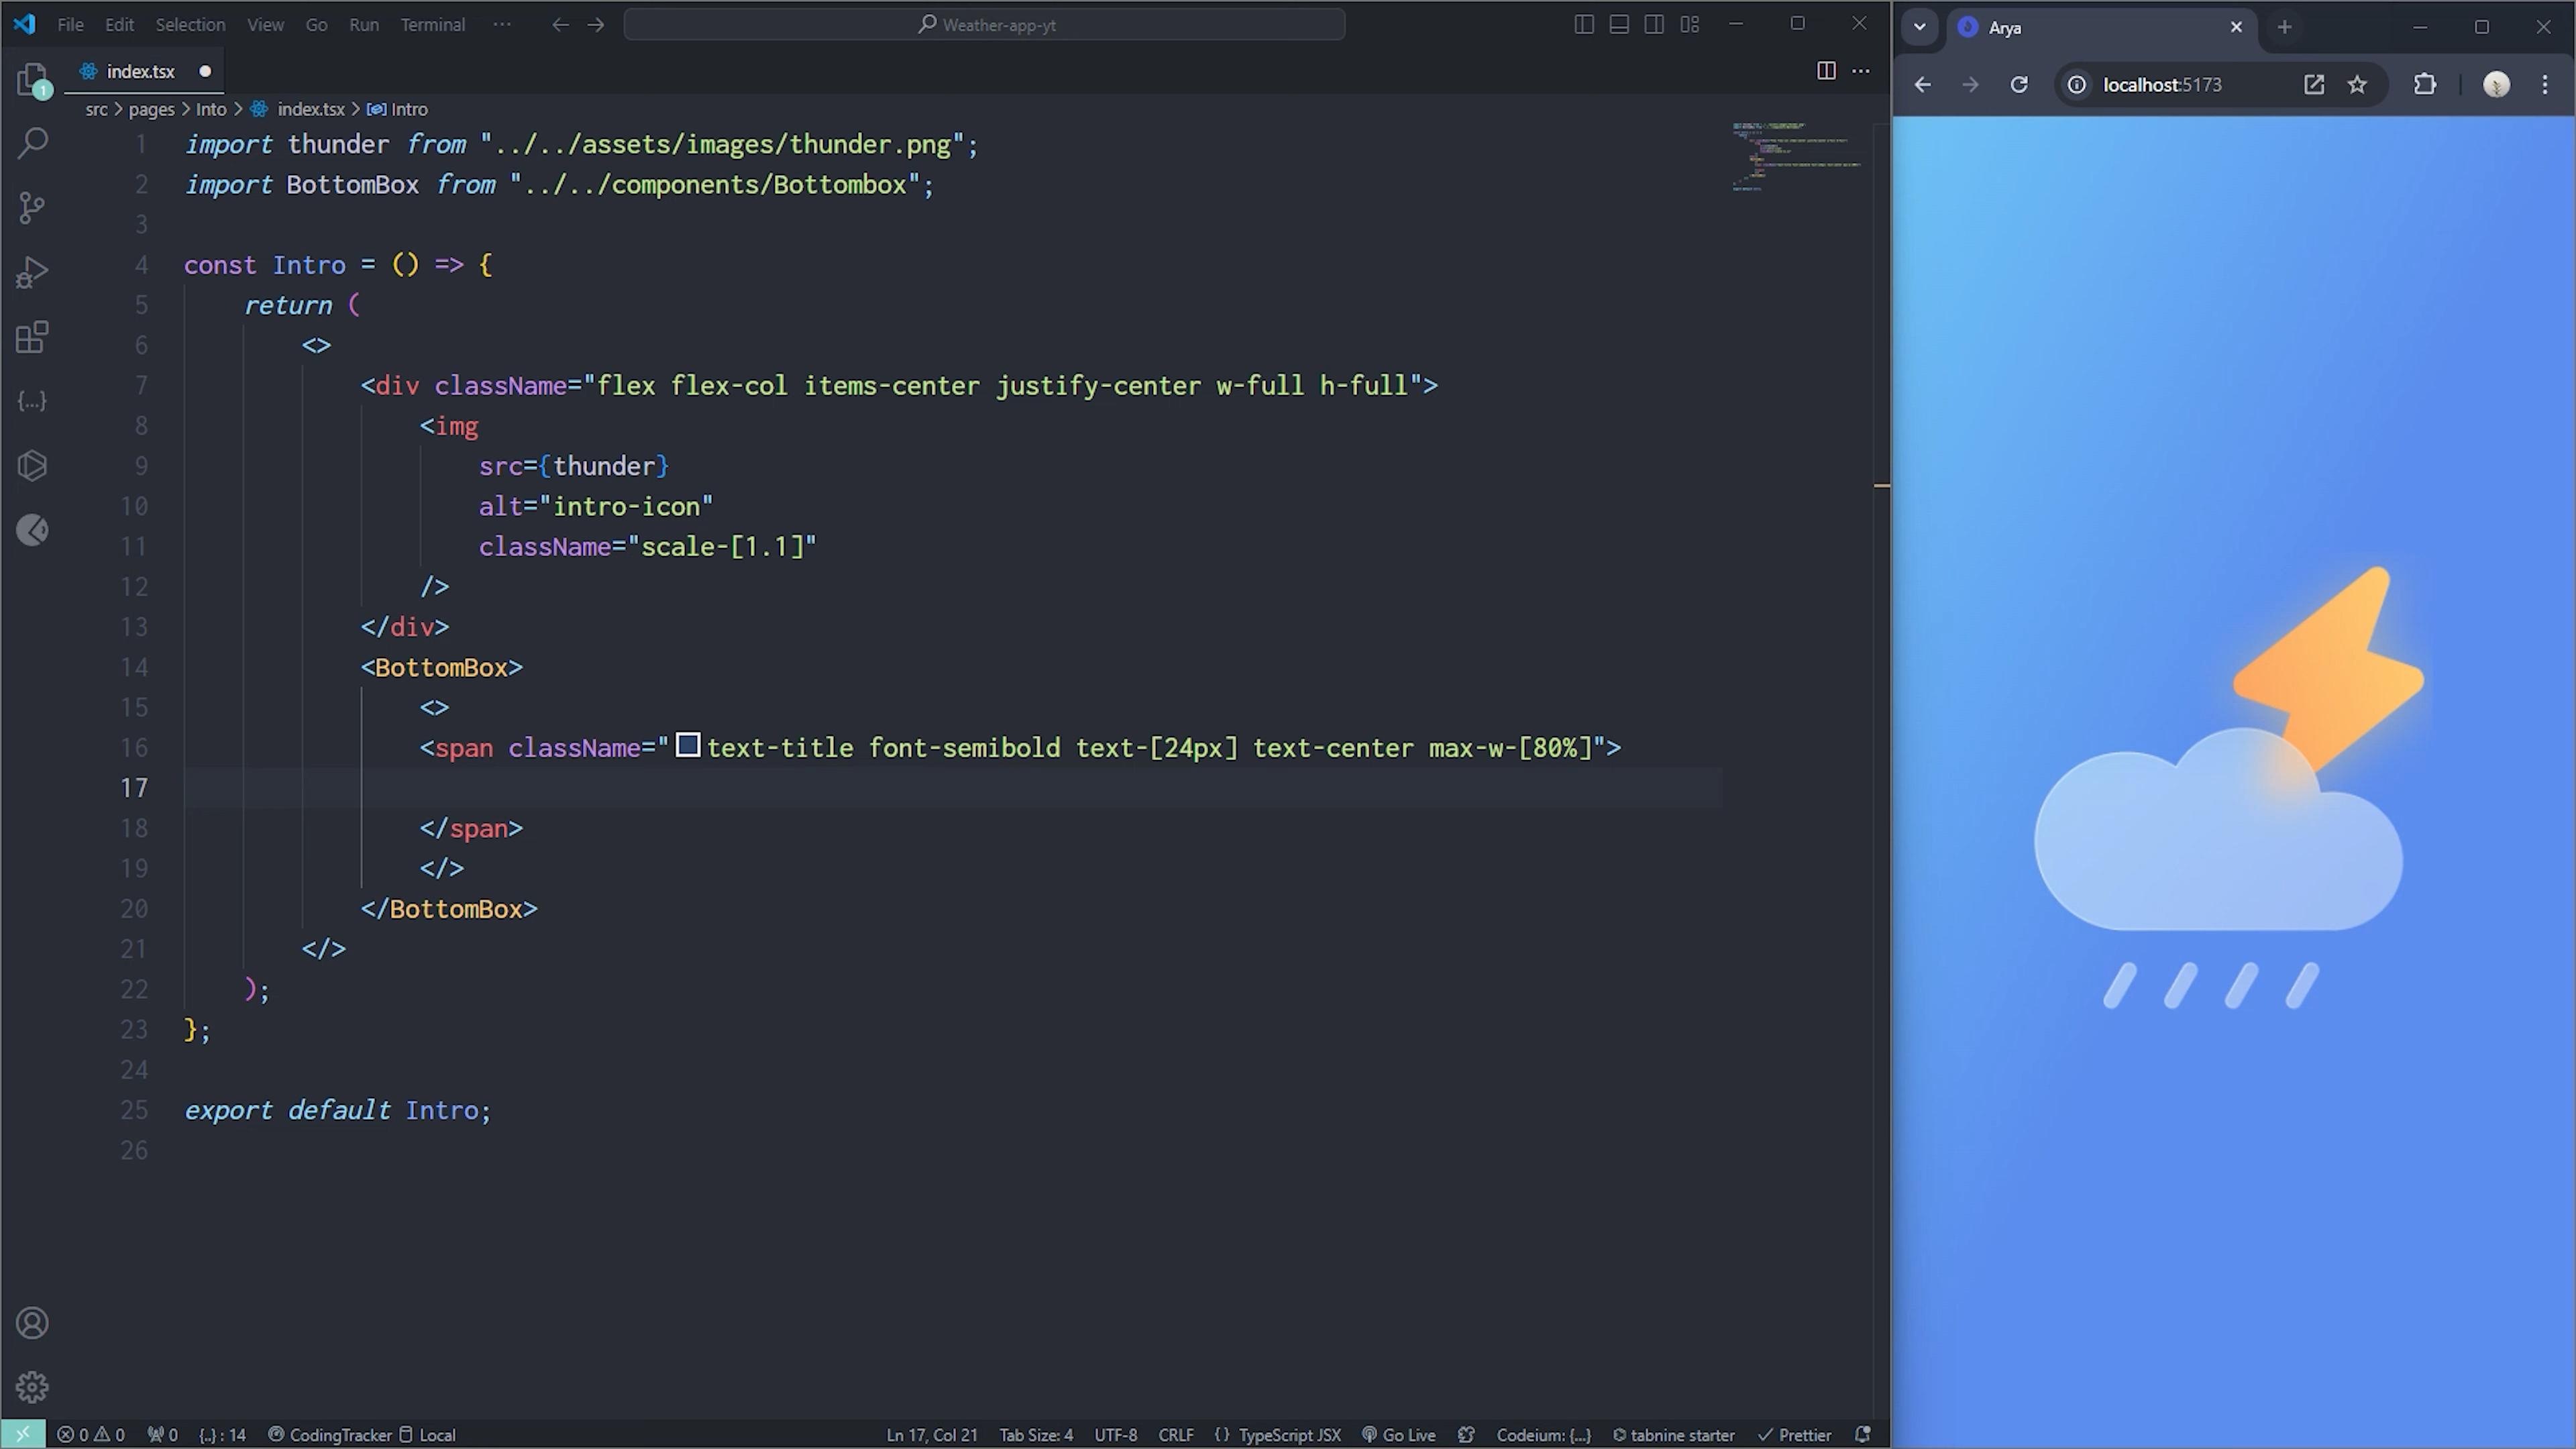 File Edit Selection View Go Run Terminal ··· Weather-app-yt
index.tsx
1
src > pages > Into > index.tsx > Intro
1 import thunder from "../../assets/images/thunder.png";
2 import BottomBox from "../../components/Bottombox";
3
4 const Intro = () => {
5 return (
6 <>
7 <div className="flex flex-col items-center justify-center w-full h-full">
8 <img
9 src={thunder}
10 alt="intro-icon"
11 className="scale-[1.1]"
12 />
13 </div>
14 <BottomBox>
15 <>
16 <span className="text-title font-semibold text-[24px] text-center max-w-[80%]">
17
18 </span>
19 </>
20 </BottomBox>
21 </>
22 );
23 };
24
25 export default Intro;
26
0 0 0 {..} : 14 CodingTracker Local Ln 17, Col 21 Tab Size: 4 UTF-8 CRLF {} TypeScript JSX Go Live Codeium: {...} tabnine starter Prettier
Arya
localhost:5173